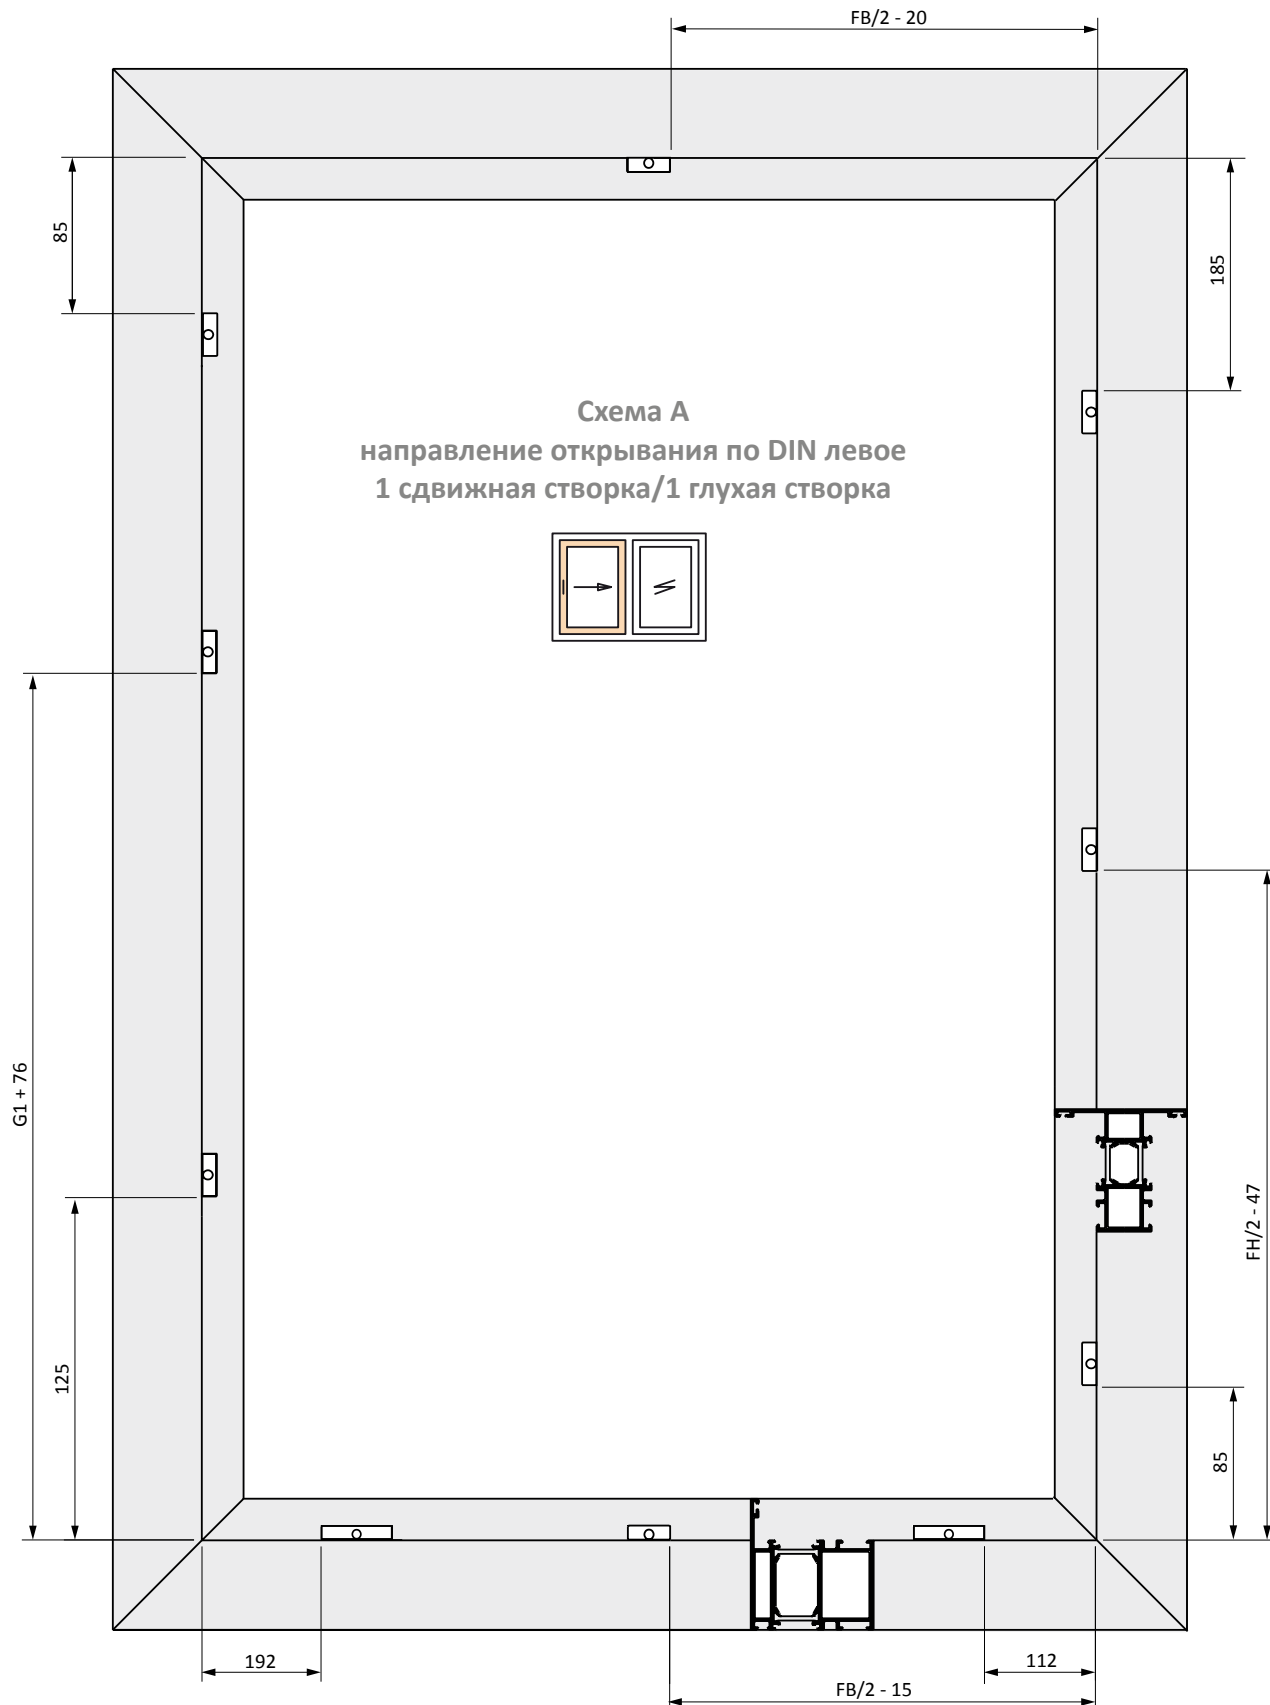 FB/2 - 20
85
185
Схема А
направление открывания по DIN левое
1 сдвижная створка/1 глухая створка
G1 + 76
FH/2 - 47
125
85
192
112
FB/2 - 15